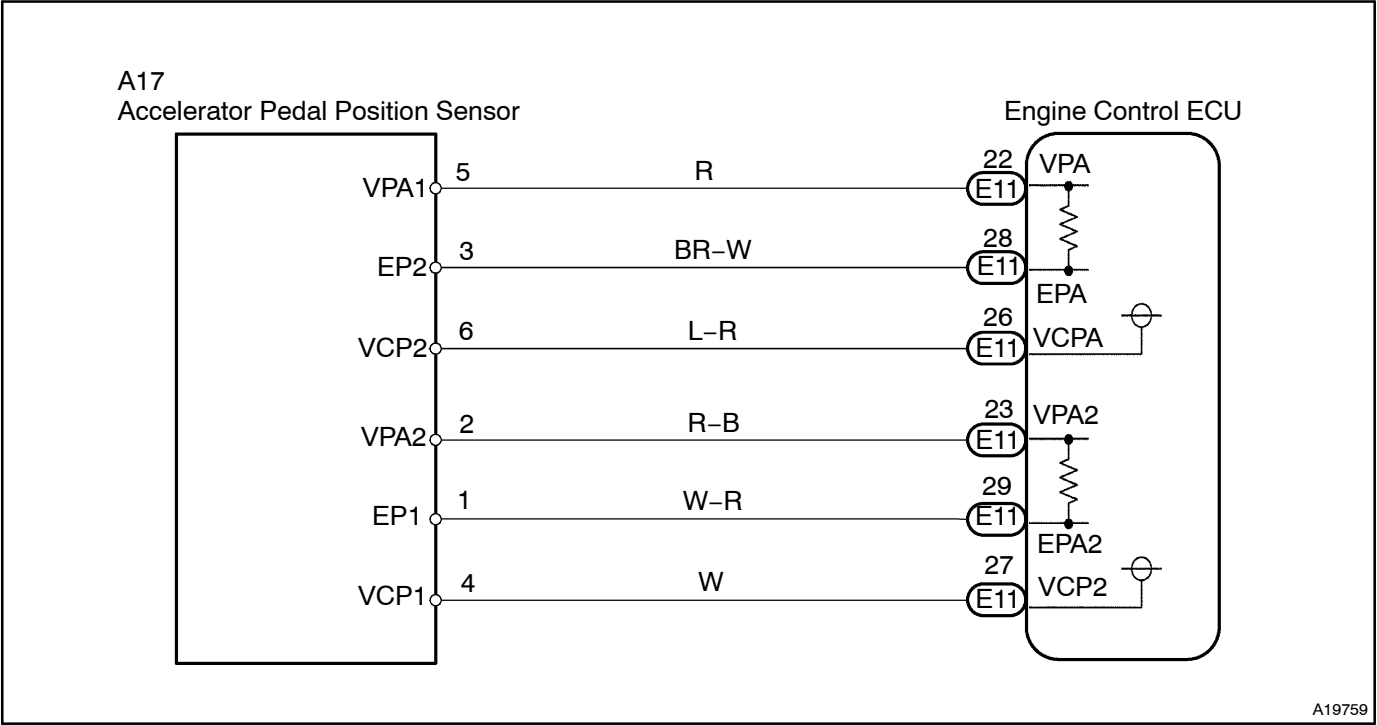 A17
Accelerator Pedal Position Sensor
Engine Control ECU
VPA1 5 R 22 E11 VPA
EP2 3 BR−W 28 E11 EPA
VCP2 6 L−R 26 E11 VCPA
VPA2 2 R−B 23 E11 VPA2
EP1 1 W−R 29 E11 EPA2
VCP1 4 W 27 E11 VCP2
A19759